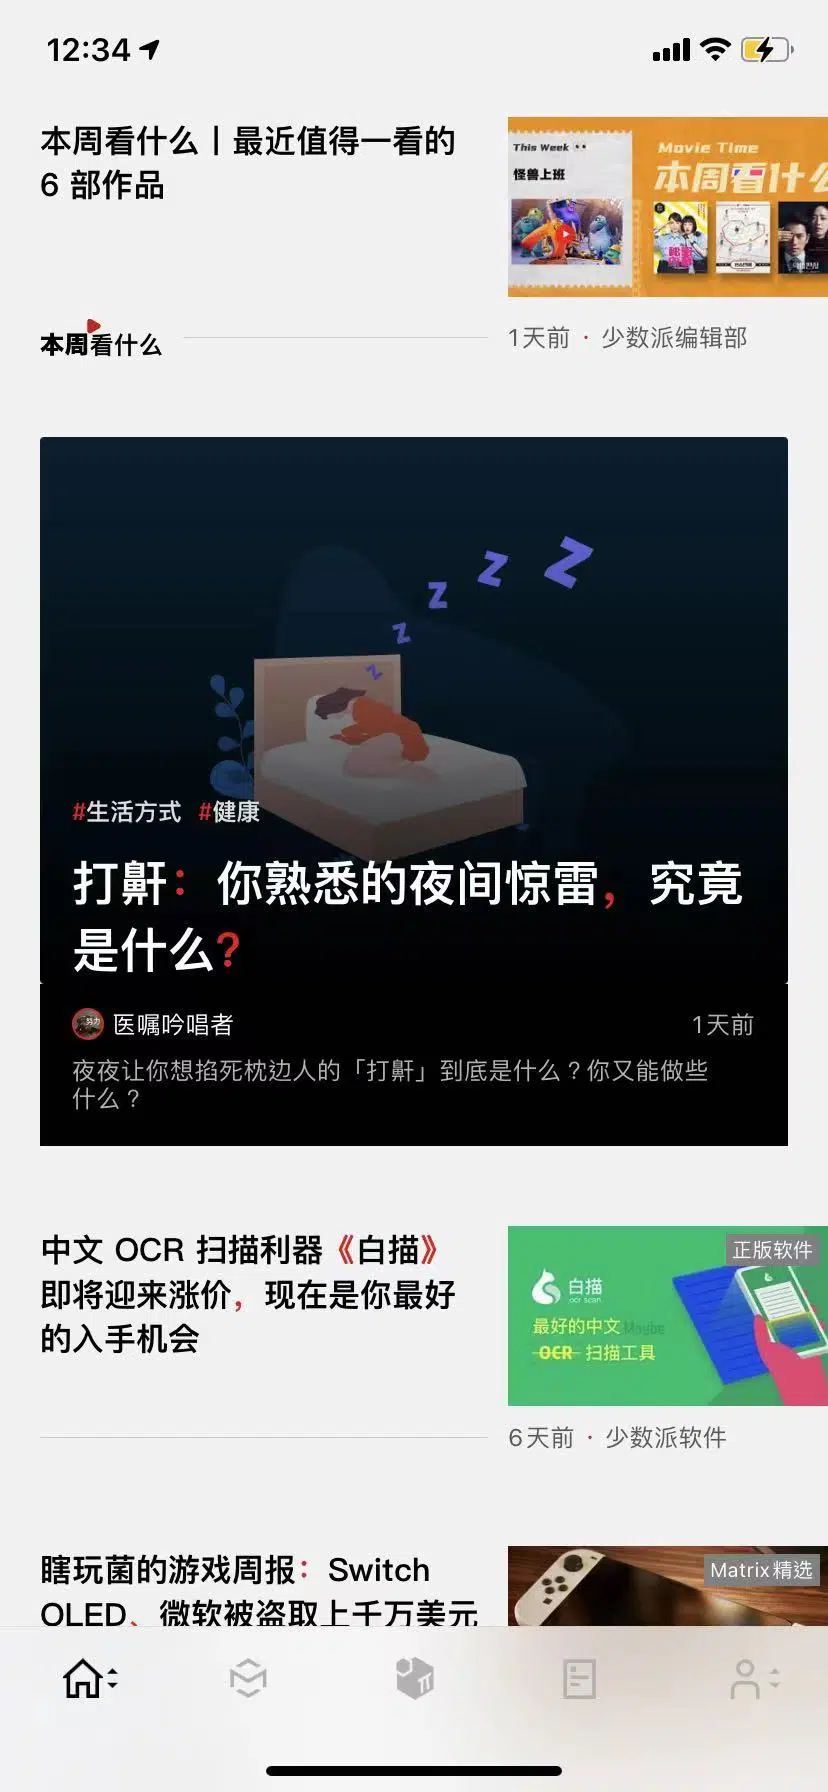 12:34
本周看什么丨最近值得一看的
6 部作品
This Week
怪兽上班
Movie Time
本周看什么
本周看什么
1天前 · 少数派编辑部
z z z z Z
#生活方式 #健康
打鼾：你熟悉的夜间惊雷，究竟
是什么？
努力
医嘱吟唱者
1天前
夜夜让你想掐死枕边人的「打鼾」到底是什么？你又能做些
什么？
中文 OCR 扫描利器《白描》
即将迎来涨价，现在是你最好
的入手机会
正版软件
白描
ocr scan
最好的中文 Maybe
OCR 扫描工具
6天前 · 少数派软件
瞎玩菌的游戏周报：Switch
OLED、微软被盗取上千万美元
Matrix精选